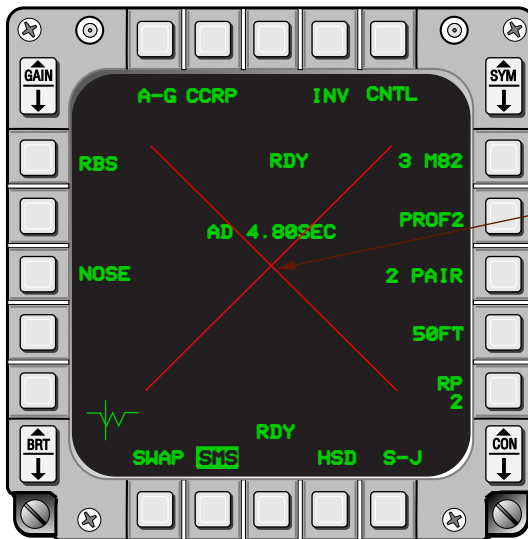 GAIN
SYM
A-G CCRP INV CNTL
RBS RDY 3 M82
AD 4.80SEC PROF2
NOSE 2 PAIR
50FT
RP
2
BRT
CON
RDY
SWAP SMS HSD S-J